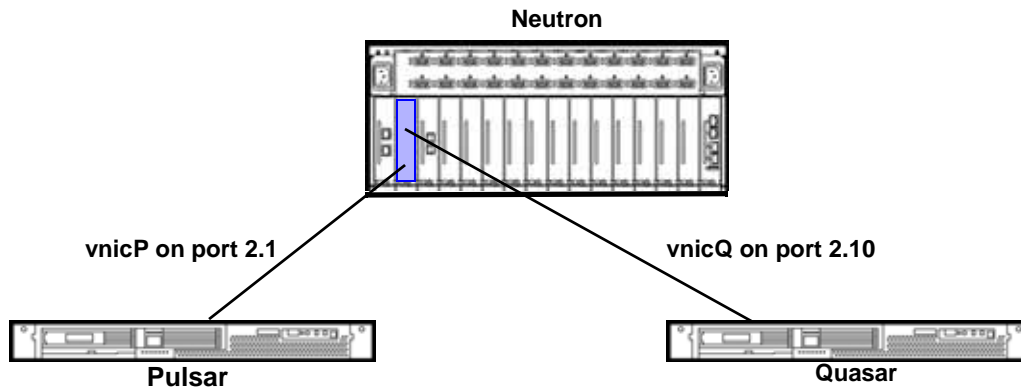 Neutron
vnicP on port 2.1
vnicQ on port 2.10
Pulsar
Quasar